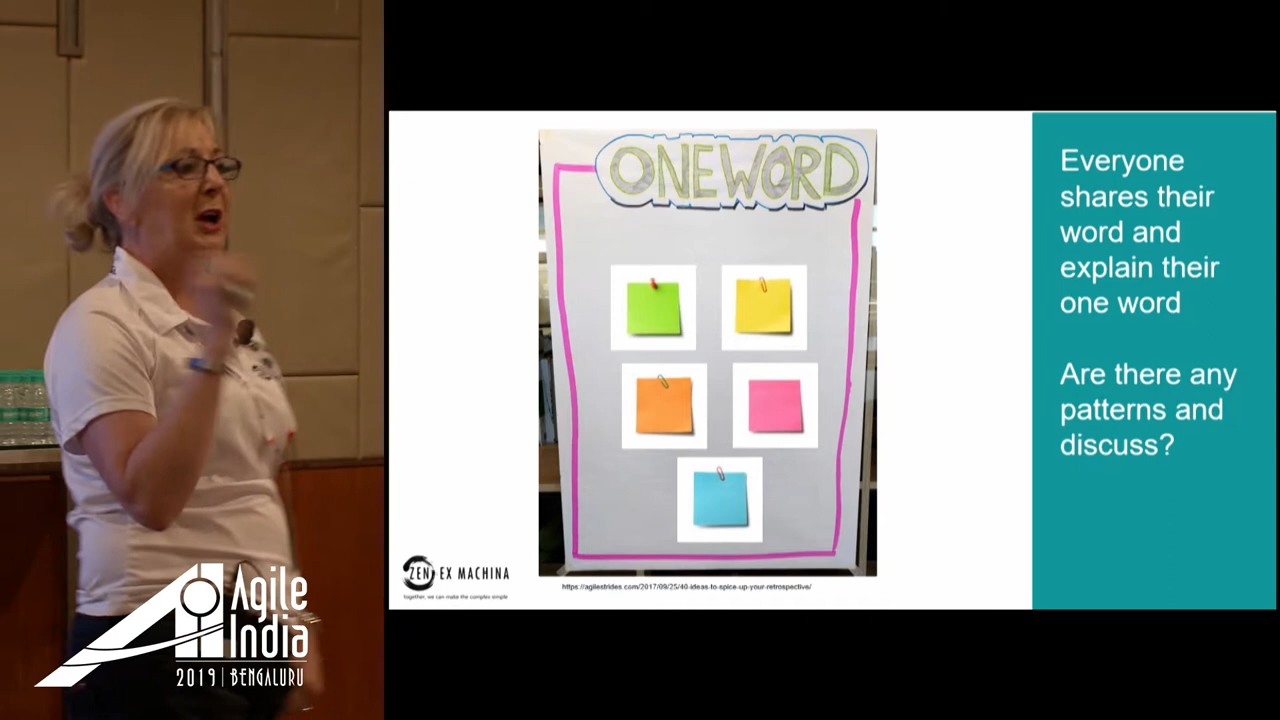 ONEWORD
Everyone
shares their
word and
explain their
one word
Are there any
patterns and
discuss?
ZEN EX MACHINA
together, we can make the complex simple
https://agilestrides.com/2017/09/25/40-ideas-to-spice-up-your-retrospective/
Agile
India
2019 | BENGALURU